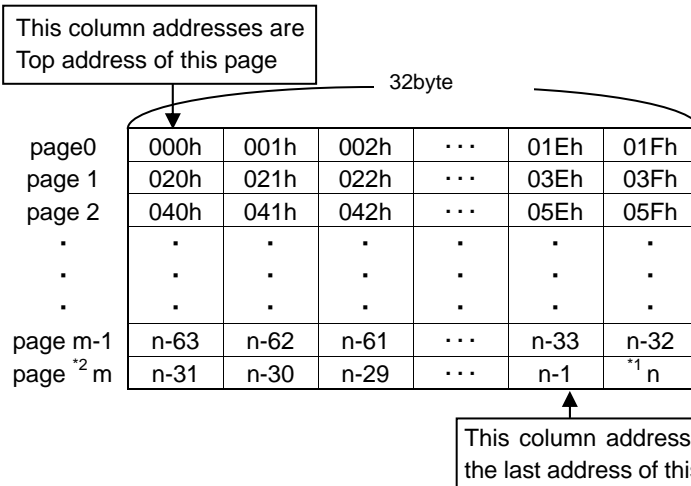 This column addresses are
Top address of this page
32byte
page0 000h 001h 002h ··· 01Eh 01Fh
page 1 020h 021h 022h ··· 03Eh 03Fh
page 2 040h 041h 042h ··· 05Eh 05Fh
· · · · · · ·
· · · · · · ·
· · · · · · ·
page m-1 n-63 n-62 n-61 ··· n-33 n-32
page *2 m n-31 n-30 n-29 ··· n-1 *1 n
This column address
the last address of